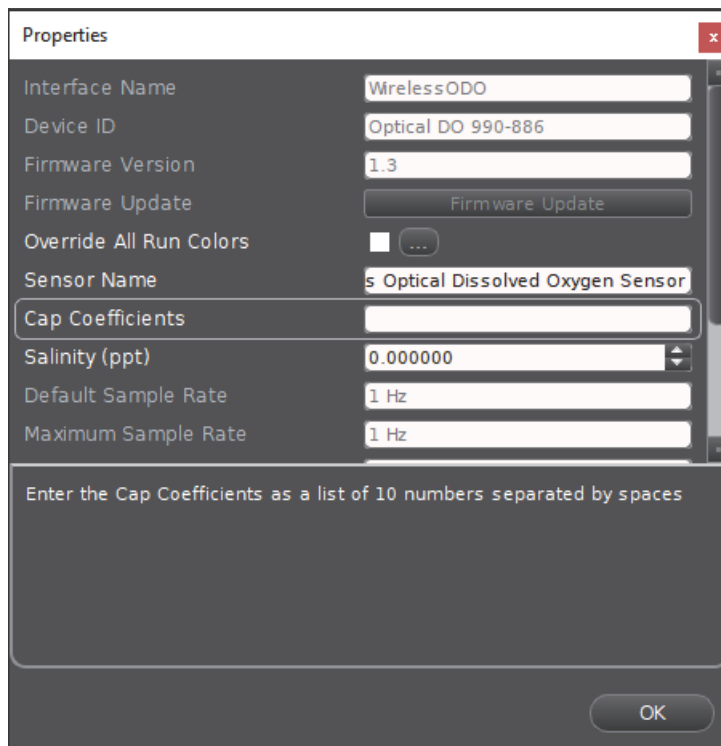 Properties
x
Interface Name WirelessODO
Device ID Optical DO 990-886
Firmware Version 1.3
Firmware Update Firmware Update
Override All Run Colors ...
Sensor Name s Optical Dissolved Oxygen Sensor
Cap Coefficients
Salinity (ppt) 0.000000
Default Sample Rate 1 Hz
Maximum Sample Rate 1 Hz
Enter the Cap Coefficients as a list of 10 numbers separated by spaces
OK